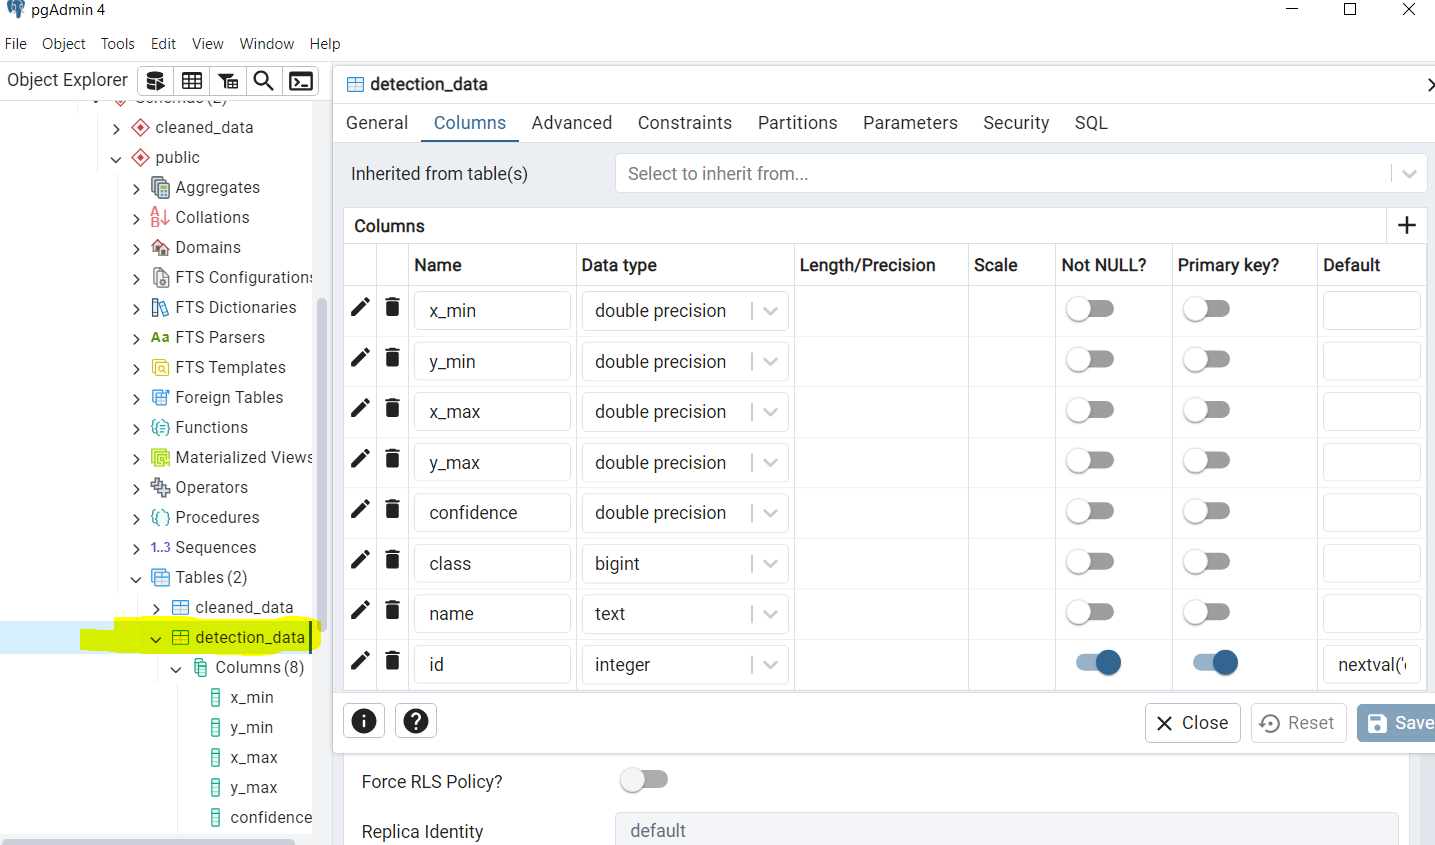 pgAdmin 4
File Object Tools Edit View Window Help
Object Explorer
Schemas (2)
cleaned_data
public
Aggregates
Collations
Domains
FTS Configurations
FTS Dictionaries
Aa FTS Parsers
FTS Templates
Foreign Tables
Functions
Materialized Views
Operators
Procedures
1..3 Sequences
Tables (2)
cleaned_data
detection_data
Columns (8)
x_min
y_min
x_max
y_max
confidence
detection_data
General Columns Advanced Constraints Partitions Parameters Security SQL
Inherited from table(s) Select to inherit from...
Columns
Name Data type Length/Precision Scale Not NULL? Primary key? Default
x_min double precision
y_min double precision
x_max double precision
y_max double precision
confidence double precision
class bigint
name text
id integer nextval('
Close Reset Save
Force RLS Policy?
Replica Identity default